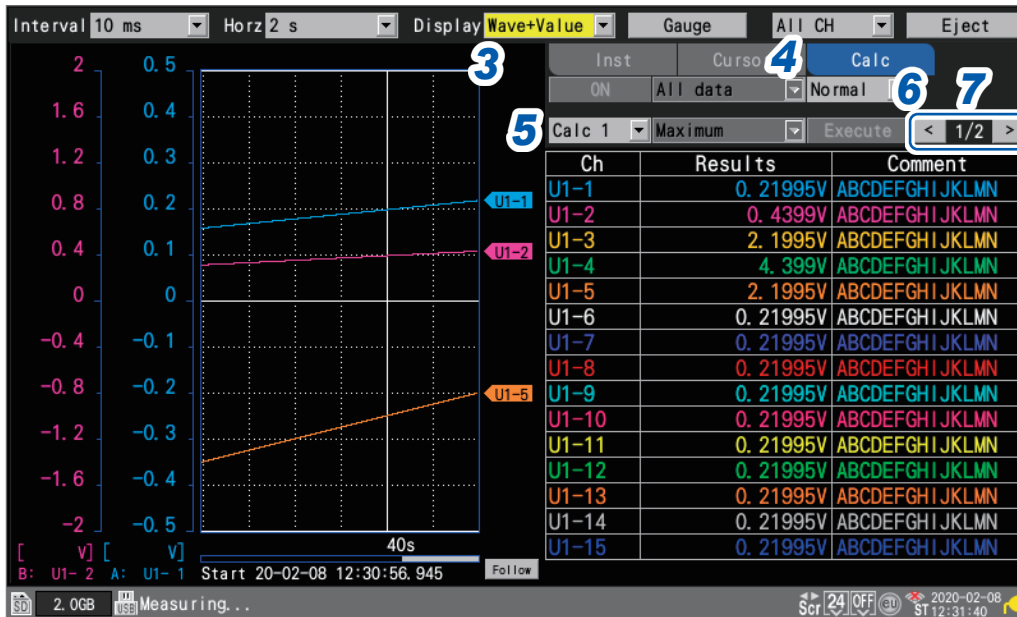 Interval 10 ms Horz 2 s Display Wave+Value Gauge All CH Eject
3
Inst Curso 4 Calc
ON All data Normal 6 7
5 Calc 1 Maximum Execute < 1/2 >
Ch Results Comment
U1-1 0. 21995V ABCDEFGHIJKLMN
U1-2 0. 4399V ABCDEFGHIJKLMN
U1-3 2. 1995V ABCDEFGHIJKLMN
U1-4 4. 399V ABCDEFGHIJKLMN
U1-5 2. 1995V ABCDEFGHIJKLMN
U1-6 0. 21995V ABCDEFGHIJKLMN
U1-7 0. 21995V ABCDEFGHIJKLMN
U1-8 0. 21995V ABCDEFGHIJKLMN
U1-9 0. 21995V ABCDEFGHIJKLMN
U1-10 0. 21995V ABCDEFGHIJKLMN
U1-11 0. 21995V ABCDEFGHIJKLMN
U1-12 0. 21995V ABCDEFGHIJKLMN
U1-13 0. 21995V ABCDEFGHIJKLMN
U1-14 0. 21995V ABCDEFGHIJKLMN
U1-15 0. 21995V ABCDEFGHIJKLMN
2 0. 5
1. 6 0. 4
1. 2 0. 3
0. 8 0. 2 U1-1
0. 4 0. 1 U1-2
0 0
-0. 4 -0. 1
-0. 8 -0. 2 U1-5
-1. 2 -0. 3
-1. 6 -0. 4
-2 -0. 5
[ V] [ V] 40s
B: U1- 2 A: U1- 1 Start 20-02-08 12:30:56. 945 Follow
SD 2. 0GB USB Measuring... Scr 24 OFF eu ST 2020-02-08
12:31:40